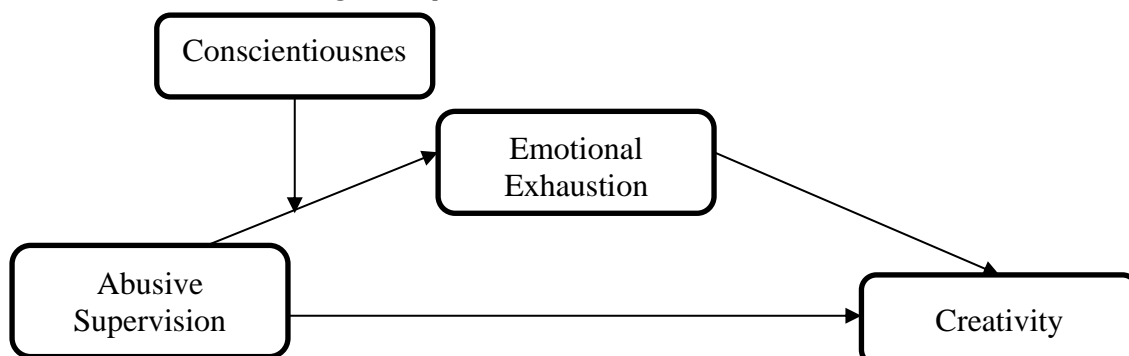 Conscientiousnes
Emotional
Exhaustion
Abusive
Supervision
Creativity